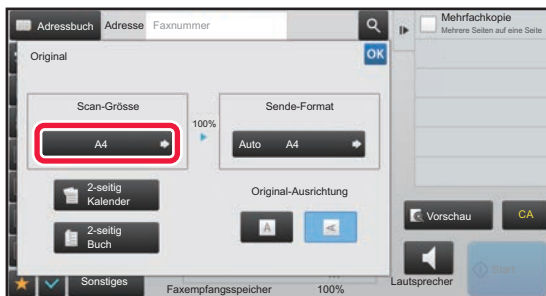 Adressbuch Adresse Faxnummer
Mehrfachkopie
Mehrere Seiten auf eine Seite
Original
OK
Scan-Grösse
Sende-Format
100%
A4
Auto A4
2-seitig
Kalender
Original-Ausrichtung
2-seitig
Buch
A
A
Vorschau
CA
Start
Sonstiges
Faxempfangsspeicher 100%
Lautsprecher